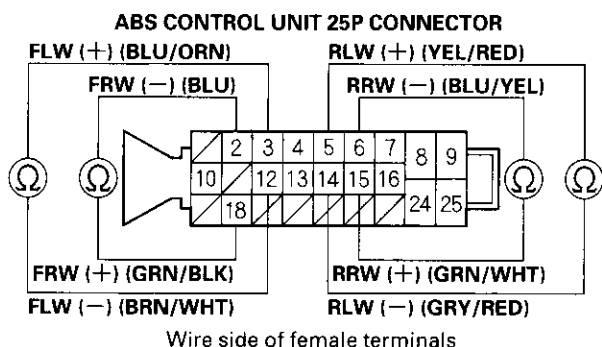 ABS CONTROL UNIT 25P CONNECTOR
FLW (+) (BLU/ORN) RLW (+) (YEL/RED)
FRW (−) (BLU) RRW (−) (BLU/YEL)
2 3 4 5 6 7 8 9
10 12 13 14 15 16
18 24 25
Ω Ω Ω Ω
FRW (+) (GRN/BLK) RRW (+) (GRN/WHT)
FLW (−) (BRN/WHT) RLW (−) (GRY/RED)
Wire side of female terminals